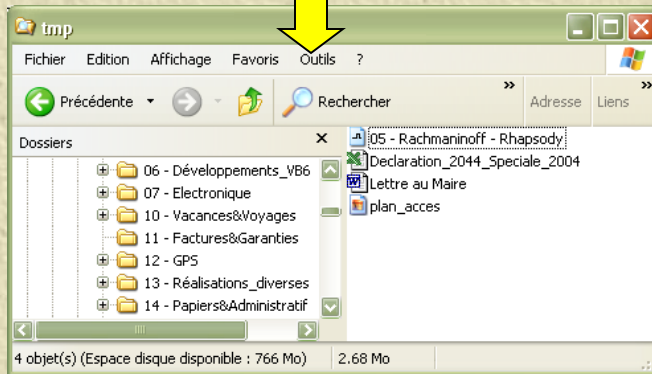 tmp
Fichier Edition Affichage Favoris Outils ?
Précédente Rechercher » Adresse Liens »
Dossiers
06 - Développements_VB6
07 - Electronique
10 - Vacances&Voyages
11 - Factures&Garanties
12 - GPS
13 - Réalisations_diverses
14 - Papiers&Administratif
05 - Rachmaninoff - Rhapsody
Declaration_2044_Speciale_2004
Lettre au Maire
plan_acces
4 objet(s) (Espace disque disponible : 766 Mo) 2.68 Mo